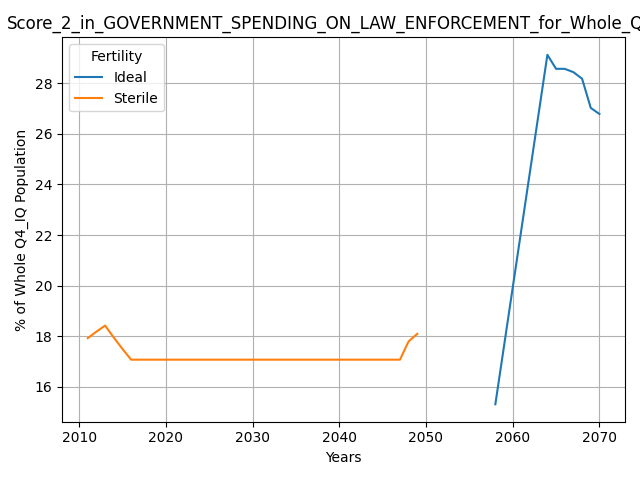 Score_2_in_GOVERNMENT_SPENDING_ON_LAW_ENFORCEMENT_for_Whole_Q
Fertility
Ideal
Sterile
% of Whole Q4_IQ Population
28
26
24
22
20
18
16
2010 2020 2030 2040 2050 2060 2070
Years